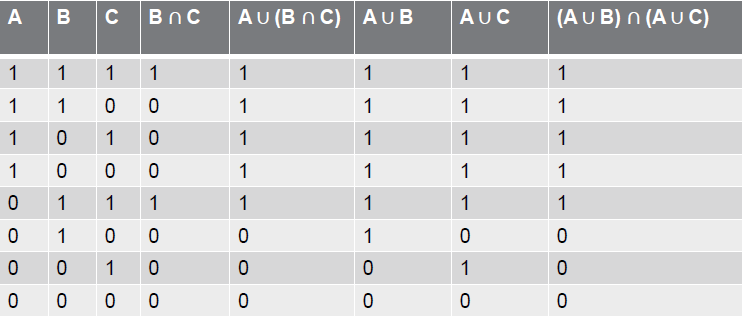 A B C B ∩ C A ∪ (B ∩ C) A ∪ B A ∪ C (A ∪ B) ∩ (A ∪ C)
1 1 1 1 1 1 1 1
1 1 0 0 1 1 1 1
1 0 1 0 1 1 1 1
1 0 0 0 1 1 1 1
0 1 1 1 1 1 1 1
0 1 0 0 0 1 0 0
0 0 1 0 0 0 1 0
0 0 0 0 0 0 0 0